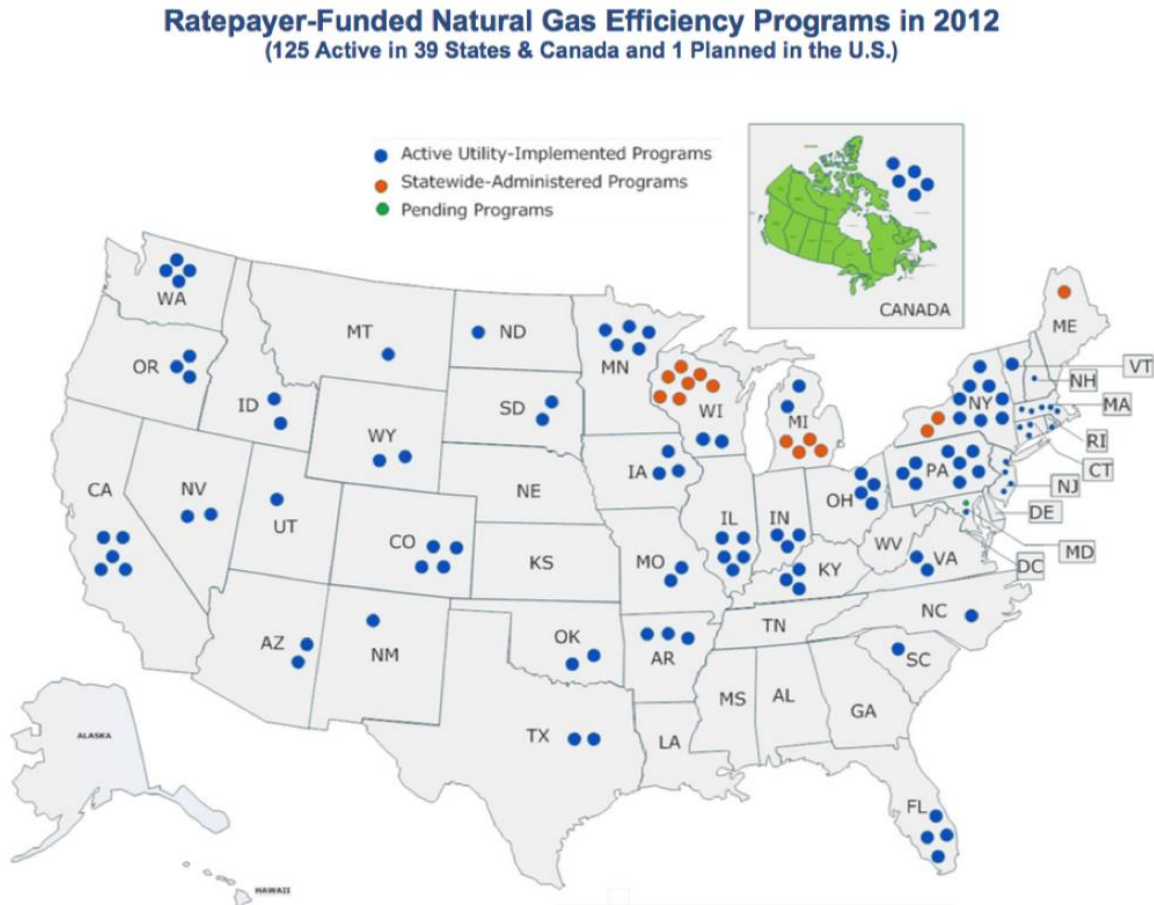 Ratepayer-Funded Natural Gas Efficiency Programs in 2012
(125 Active in 39 States & Canada and 1 Planned in the U.S.)
Active Utility-Implemented Programs
Statewide-Administered Programs
Pending Programs
CANADA
WA
MT
ND
MN
ME
VT
OR
NH
ID
SD
WI
MI
NY
MA
WY
RI
IA
PA
CT
CA
NV
NE
OH
NJ
UT
IL
IN
DE
CO
WV
VA
MD
KS
MO
KY
DC
NC
AZ
NM
OK
AR
TN
SC
MS
AL
GA
TX
LA
ALASKA
FL
HAWAII